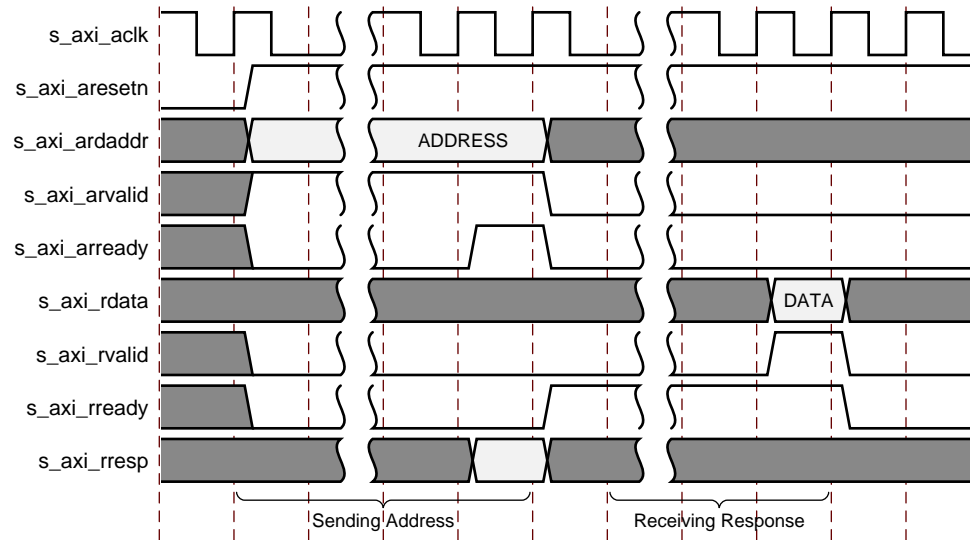 s_axi_aclk
s_axi_aresetn
s_axi_ardaddr
ADDRESS
s_axi_arvalid
s_axi_arready
s_axi_rdata
DATA
s_axi_rvalid
s_axi_rready
s_axi_rresp
Sending Address
Receiving Response